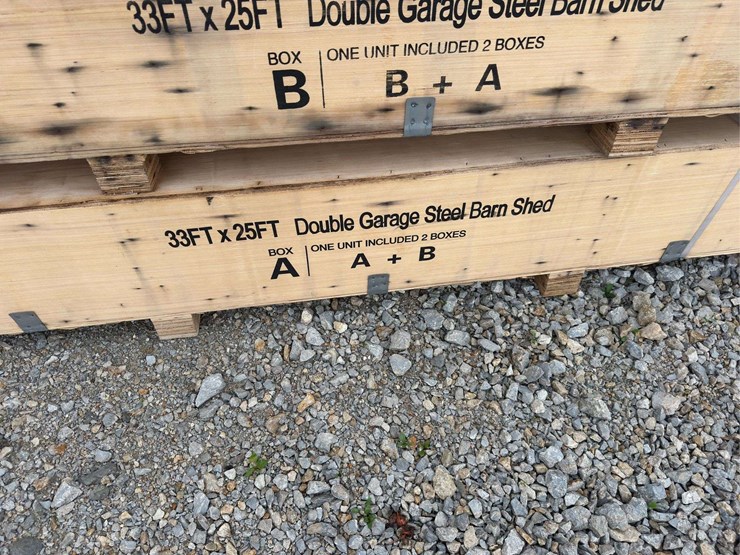 33FT x 25FT Double Garage Steel Barn Shed
BOX
B
ONE UNIT INCLUDED 2 BOXES
B + A
33FT x 25FT Double Garage Steel Barn Shed
BOX
A
ONE UNIT INCLUDED 2 BOXES
A + B